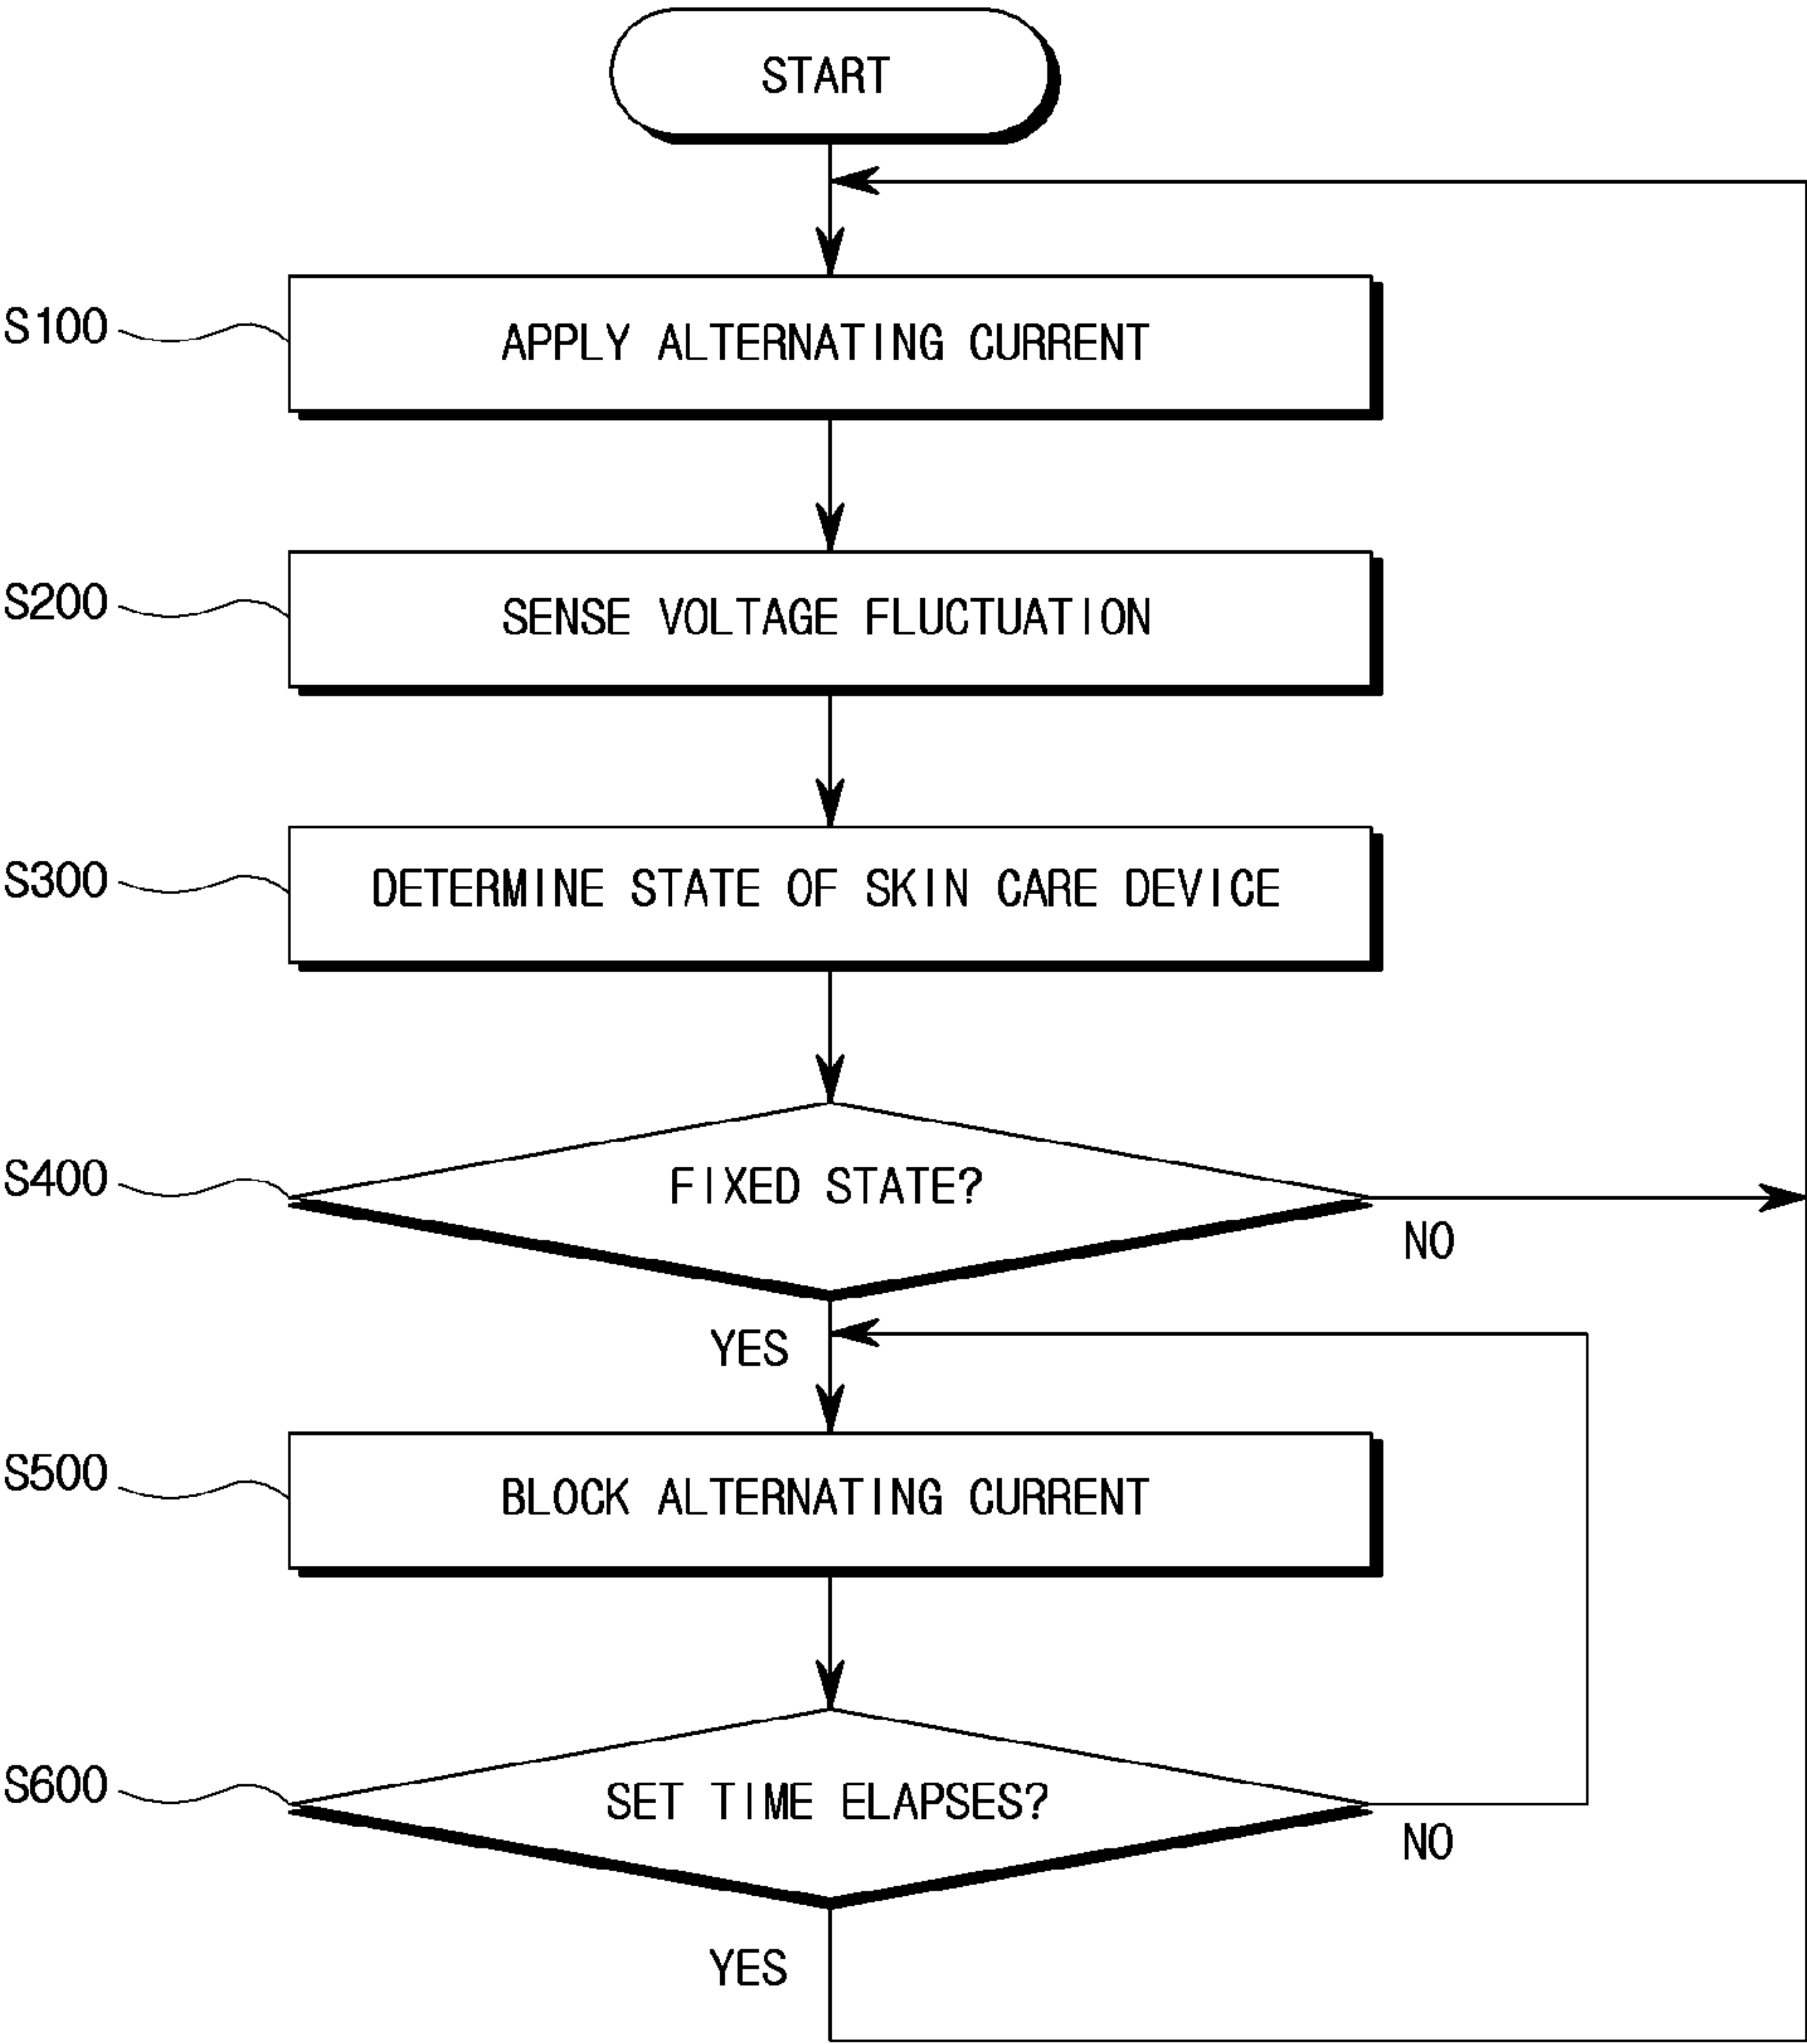 START
S100
APPLY ALTERNATING CURRENT
S200
SENSE VOLTAGE FLUCTUATION
S300
DETERMINE STATE OF SKIN CARE DEVICE
S400
FIXED STATE?
NO
YES
S500
BLOCK ALTERNATING CURRENT
S600
SET TIME ELAPSES?
NO
YES